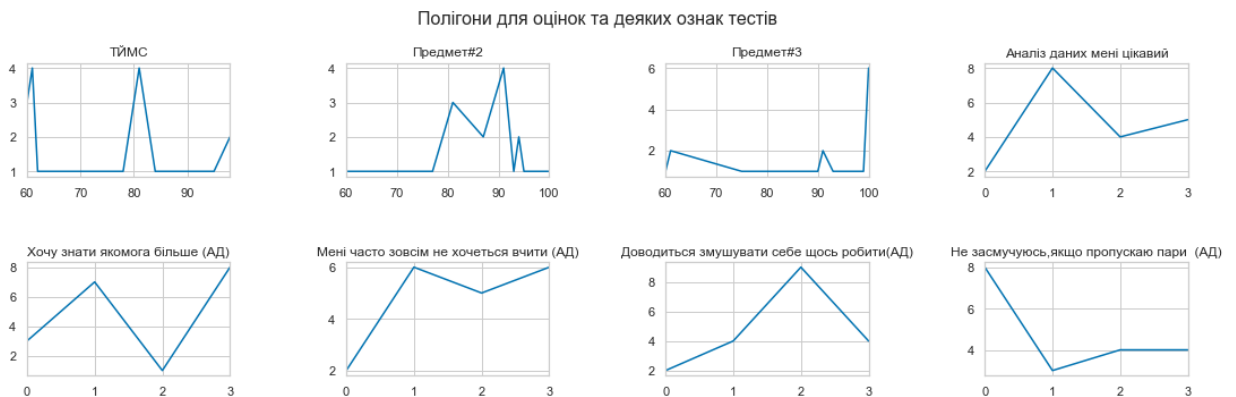 Полігони для оцінок та деяких ознак тестів
ТЙМС
Предмет#2
Предмет#3
Аналіз даних мені цікавий
4
3
2
1
60 70 80 90
4
3
2
1
60 70 80 90 100
6
4
2
60 70 80 90 100
8
6
4
2
0 1 2 3
Хочу знати якомога більше (АД)
Мені часто зовсім не хочеться вчити (АД)
Доводиться змушувати себе щось робити(АД)
Не засмучуюсь,якщо пропускаю пари (АД)
8
6
4
2
0 1 2 3
6
4
2
0 1 2 3
8
6
4
2
0 1 2 3
8
6
4
0 1 2 3